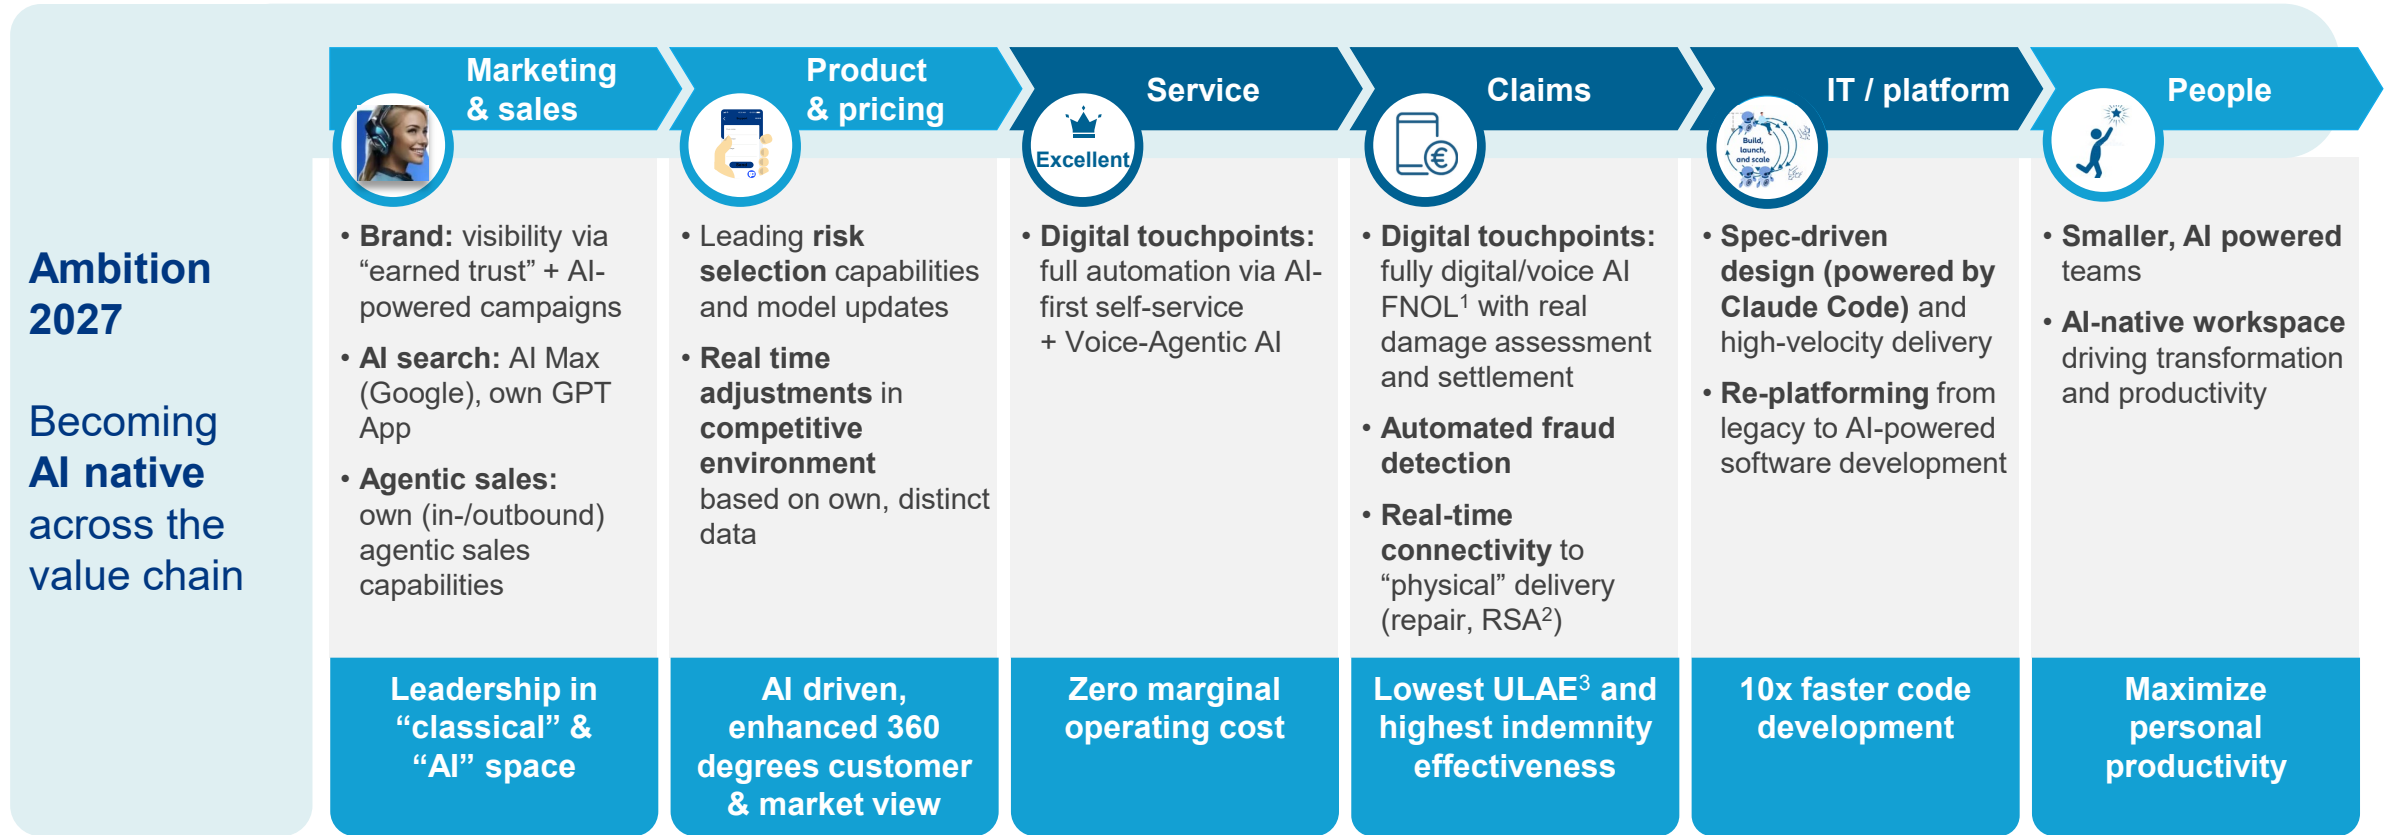 Ambition
2027
Becoming
AI native
across the
value chain
Marketing
& sales
• Brand: visibility via
“earned trust” + AI-
powered campaigns
• AI search: AI Max
(Google), own GPT
App
• Agentic sales:
own (in-/outbound)
agentic sales
capabilities
Leadership in
“classical” &
“AI” space
Product
& pricing
• Leading risk
selection capabilities
and model updates
• Real time
adjustments in
competitive
environment
based on own, distinct
data
AI driven,
enhanced 360
degrees customer
& market view
Service
Excellent
• Digital touchpoints:
full automation via AI-
first self-service
+ Voice-Agentic AI
Zero marginal
operating cost
Claims
• Digital touchpoints:
fully digital/voice AI
FNOL1 with real
damage assessment
and settlement
• Automated fraud
detection
• Real-time
connectivity to
“physical” delivery
(repair, RSA2)
Lowest ULAE3 and
highest indemnity
effectiveness
IT / platform
Build,
launch,
and scale
• Spec-driven
design (powered by
Claude Code) and
high-velocity delivery
• Re-platforming from
legacy to AI-powered
software development
10x faster code
development
People
• Smaller, AI powered
teams
• AI-native workspace
driving transformation
and productivity
Maximize
personal
productivity